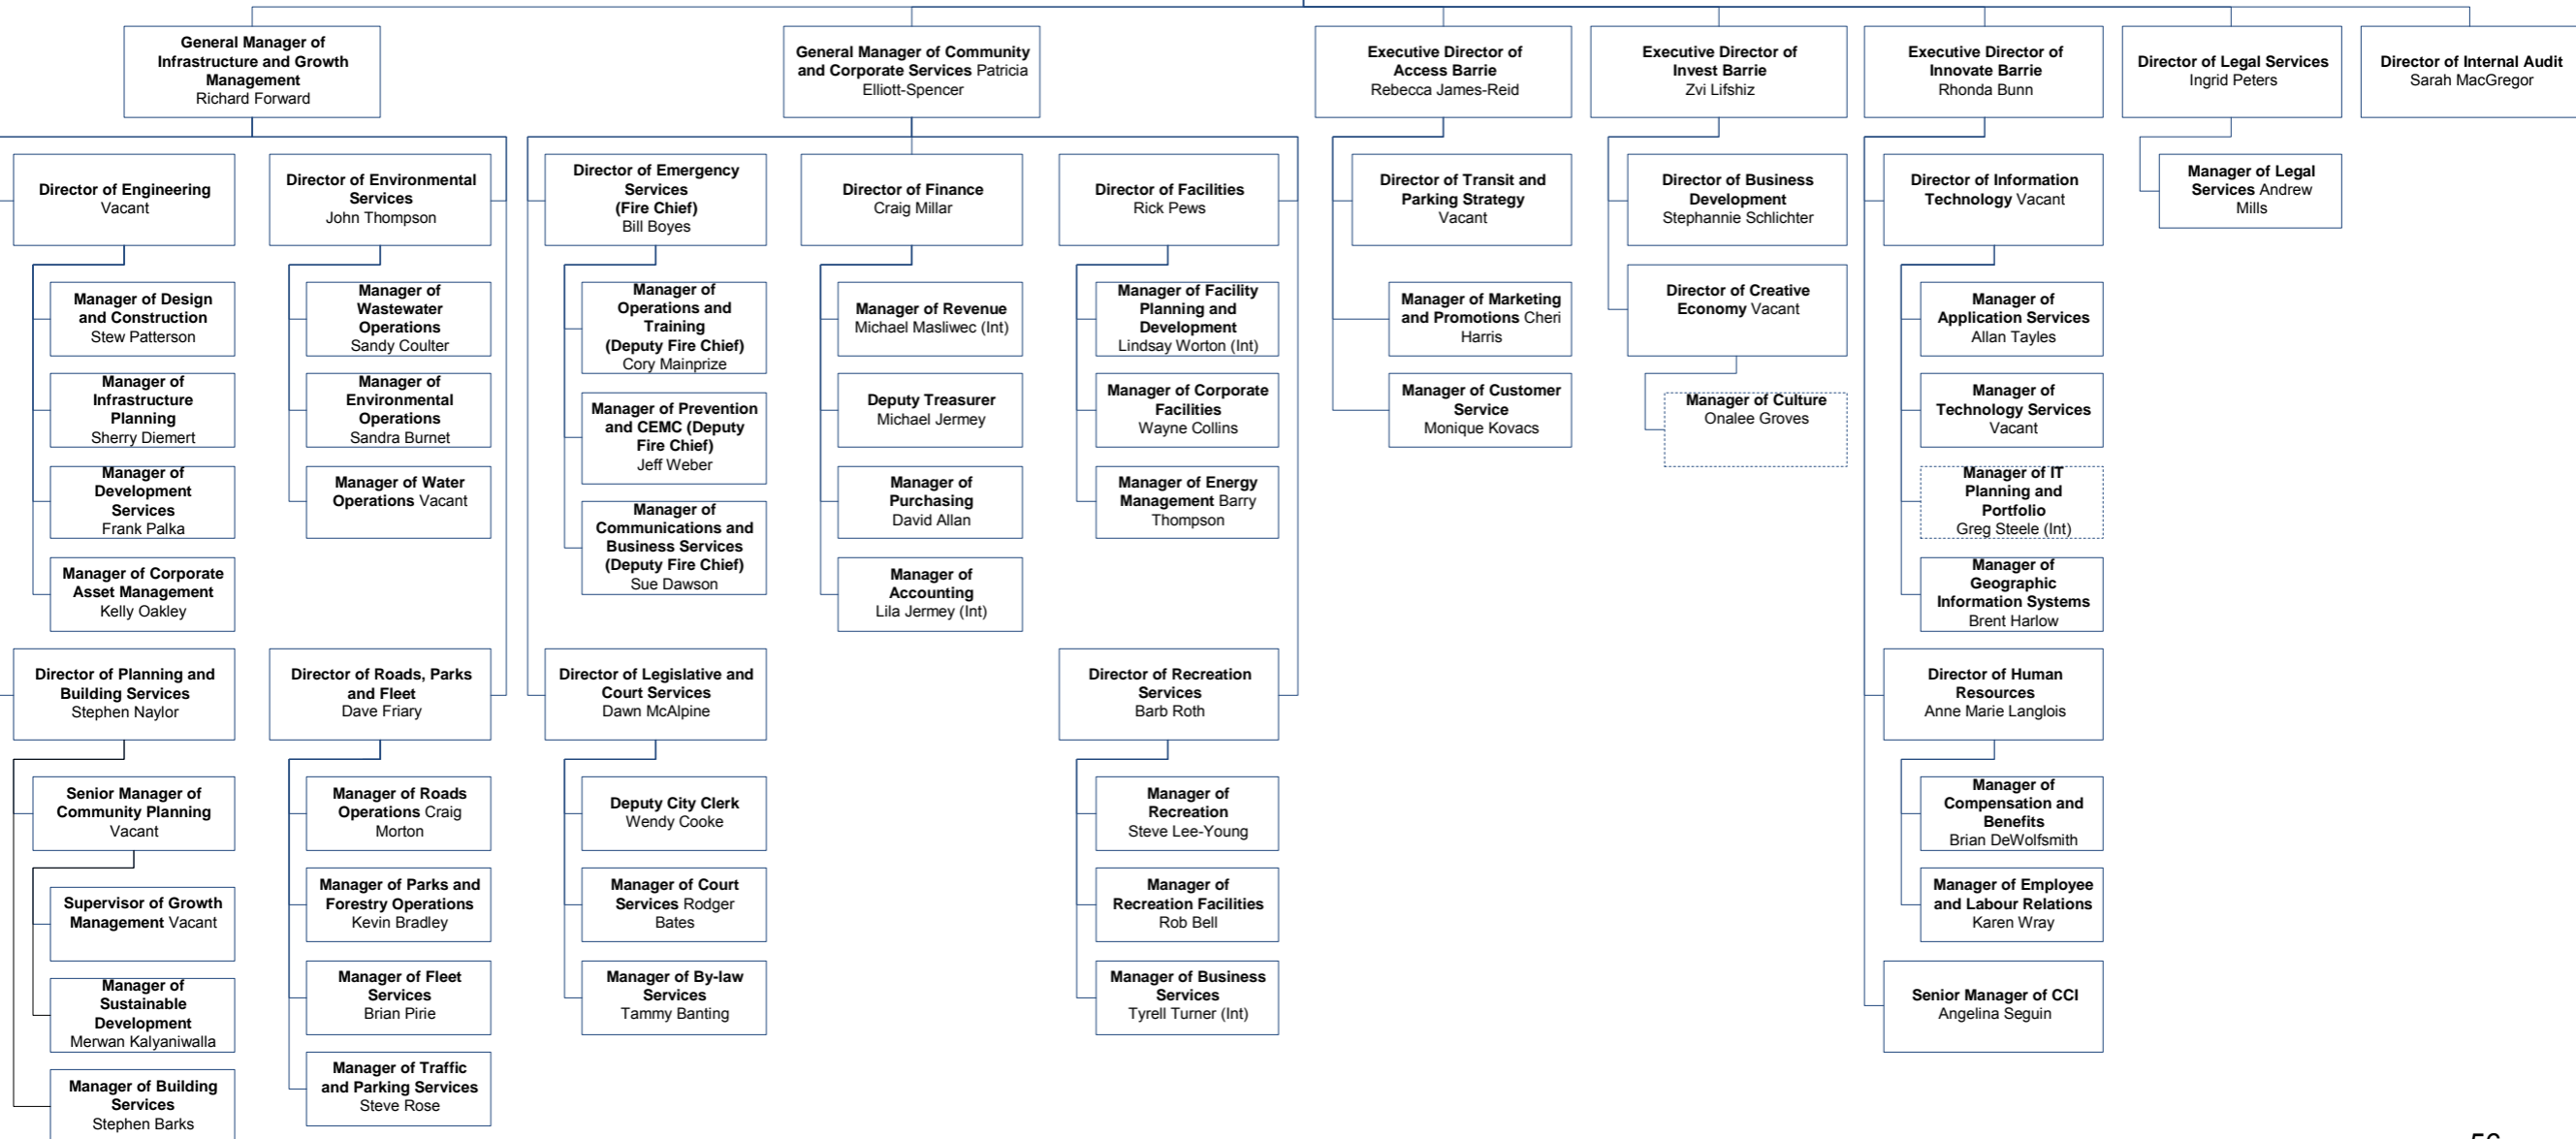 General Manager of
Infrastructure and Growth
Management
Richard Forward
General Manager of Community
and Corporate Services Patricia
Elliott-Spencer
Executive Director of
Access Barrie
Rebecca James-Reid
Executive Director of
Invest Barrie
Zvi Lifshiz
Executive Director of
Innovate Barrie
Rhonda Bunn
Director of Legal Services
Ingrid Peters
Director of Internal Audit
Sarah MacGregor
Director of Engineering
Vacant
Director of Environmental
Services
John Thompson
Director of Emergency
Services
(Fire Chief)
Bill Boyes
Director of Finance
Craig Millar
Director of Facilities
Rick Pews
Director of Transit and
Parking Strategy
Vacant
Director of Business
Development
Stephannie Schlichter
Director of Information
Technology Vacant
Manager of Legal
Services Andrew
Mills
Manager of Design
and Construction
Stew Patterson
Manager of
Wastewater
Operations
Sandy Coulter
Manager of
Operations and
Training
(Deputy Fire Chief)
Cory Mainprize
Manager of Revenue
Michael Masliwec (Int)
Manager of Facility
Planning and
Development
Lindsay Worton (Int)
Manager of Marketing
and Promotions Cheri
Harris
Director of Creative
Economy Vacant
Manager of
Application Services
Allan Tayles
Manager of
Infrastructure
Planning
Sherry Diemert
Manager of
Environmental
Operations
Sandra Burnet
Manager of Prevention
and CEMC (Deputy
Fire Chief)
Jeff Weber
Deputy Treasurer
Michael Jermey
Manager of Corporate
Facilities
Wayne Collins
Manager of Customer
Service
Monique Kovacs
Manager of Culture
Onalee Groves
Manager of
Technology Services
Vacant
Manager of
Development
Services
Frank Palka
Manager of Water
Operations Vacant
Manager of
Communications and
Business Services
(Deputy Fire Chief)
Sue Dawson
Manager of
Purchasing
David Allan
Manager of Energy
Management Barry
Thompson
Manager of IT
Planning and
Portfolio
Greg Steele (Int)
Manager of Corporate
Asset Management
Kelly Oakley
Manager of
Accounting
Lila Jermey (Int)
Manager of
Geographic
Information Systems
Brent Harlow
Director of Planning and
Building Services
Stephen Naylor
Director of Roads, Parks
and Fleet
Dave Friary
Director of Legislative and
Court Services
Dawn McAlpine
Director of Recreation
Services
Barb Roth
Director of Human
Resources
Anne Marie Langlois
Senior Manager of
Community Planning
Vacant
Manager of Roads
Operations Craig
Morton
Deputy City Clerk
Wendy Cooke
Manager of
Recreation
Steve Lee-Young
Manager of
Compensation and
Benefits
Brian DeWolfsmith
Supervisor of Growth
Management Vacant
Manager of Parks and
Forestry Operations
Kevin Bradley
Manager of Court
Services Rodger
Bates
Manager of
Recreation Facilities
Rob Bell
Manager of Employee
and Labour Relations
Karen Wray
Manager of
Sustainable
Development
Merwan Kalyaniwalla
Manager of Fleet
Services
Brian Pirie
Manager of By-law
Services
Tammy Banting
Manager of Business
Services
Tyrell Turner (Int)
Senior Manager of CCI
Angelina Seguin
Manager of Building
Services
Stephen Barks
Manager of Traffic
and Parking Services
Steve Rose